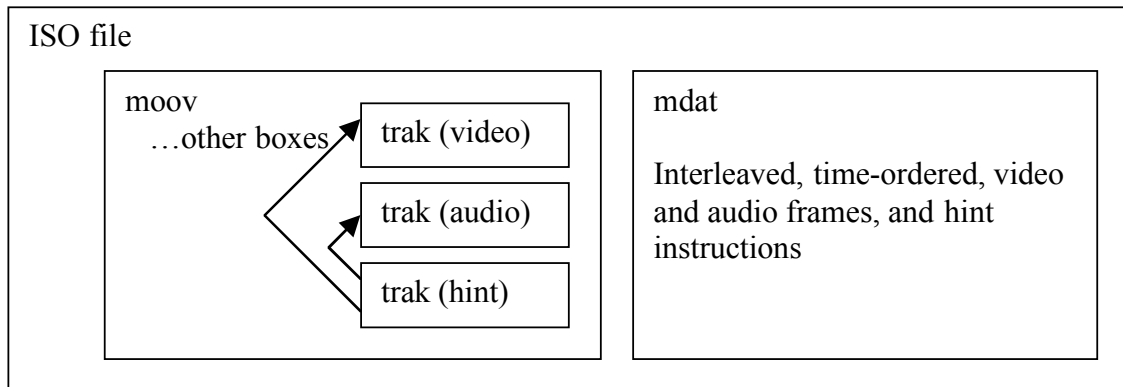 ISO file
moov
…other boxes
trak (video)
trak (audio)
trak (hint)
mdat
Interleaved, time-ordered, video
and audio frames, and hint
instructions